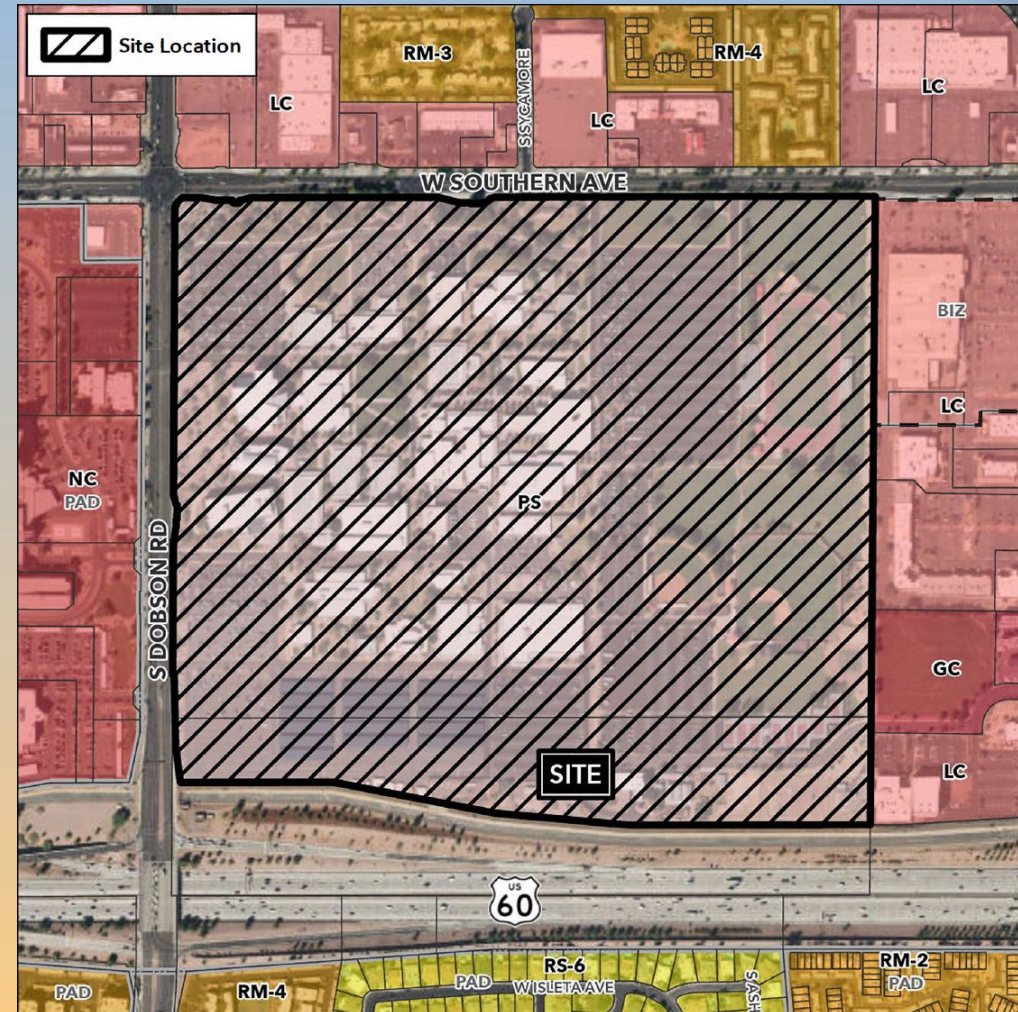 Site Location
RM-3
RM-4
LC
LC
LC
S SYCAMORE
W SOUTHERN AVE
BIZ
LC
NC
PAD
PS
S DOBSON RD
GC
SITE
LC
US
60
RS-6
RM-2
PAD
PAD
PAD
RM-4
W ISLETA AVE
S ASH